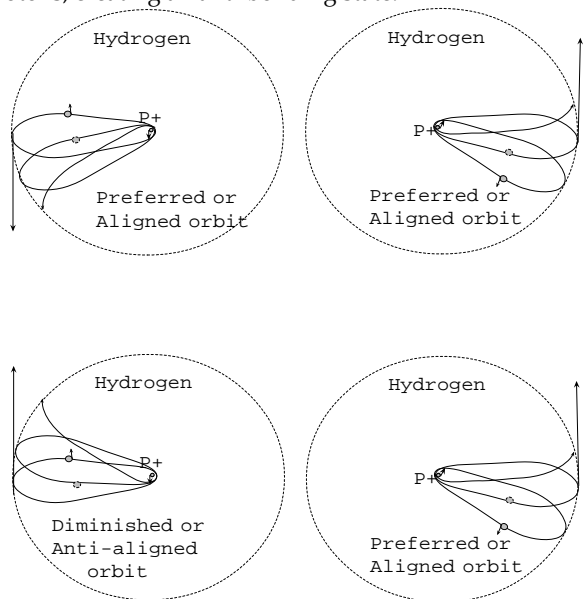 Hydrogen
P+
Preferred or
Aligned orbit
Hydrogen
P+
Preferred or
Aligned orbit
Hydrogen
P+
Diminished or
Anti-aligned
orbit
Hydrogen
P+
Preferred or
Aligned orbit